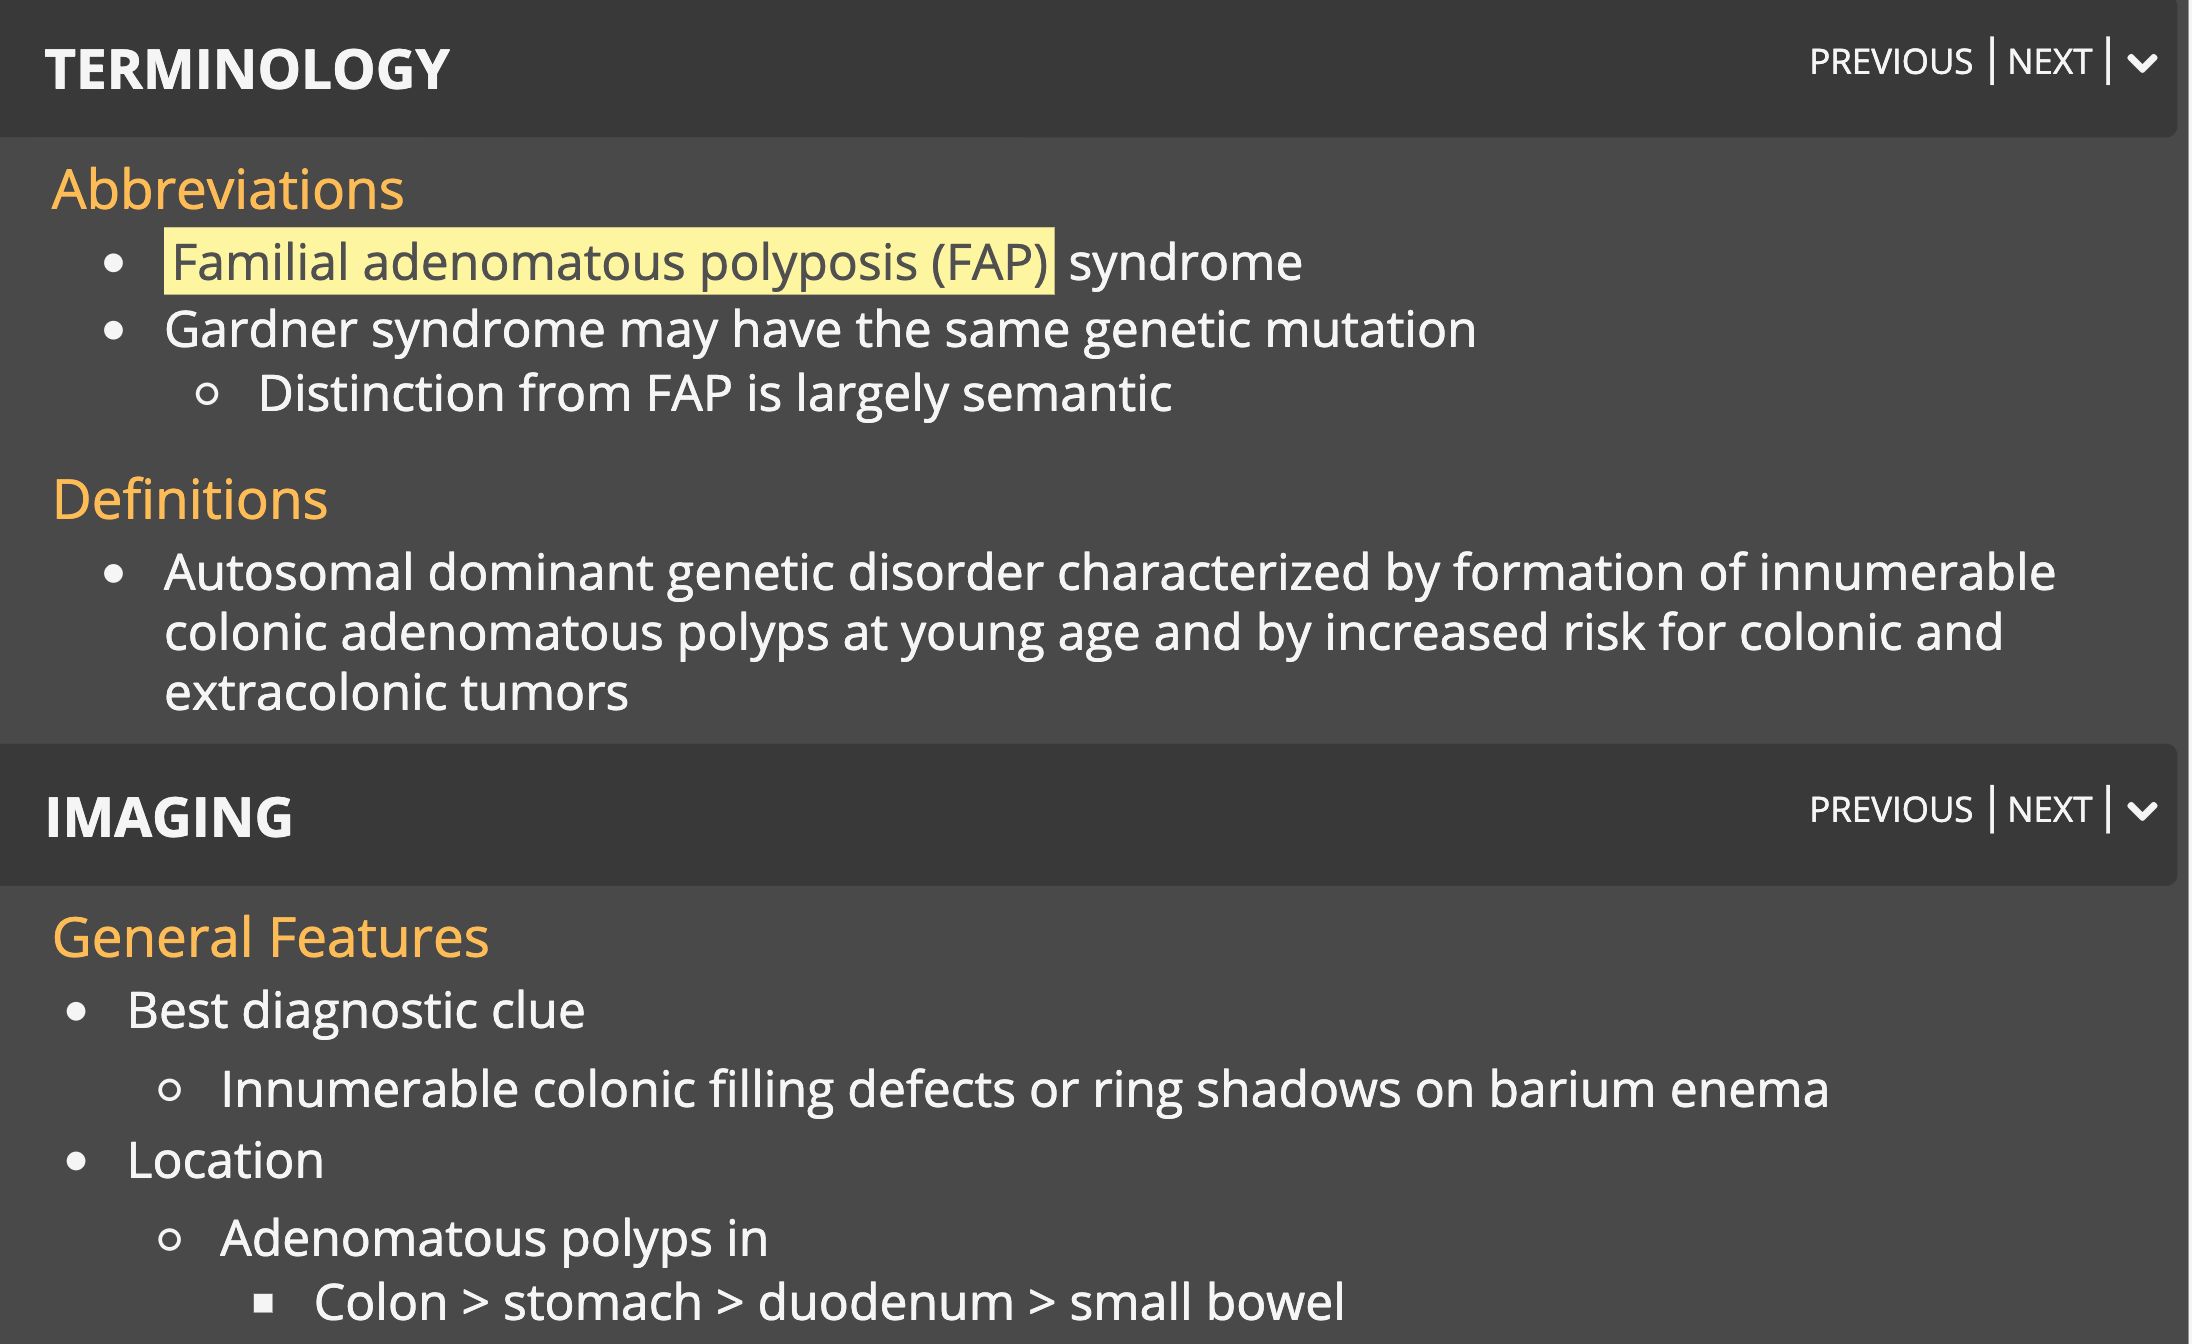 TERMINOLOGY
PREVIOUS | NEXT |
Abbreviations
• Familial adenomatous polyposis (FAP) syndrome
• Gardner syndrome may have the same genetic mutation
○ Distinction from FAP is largely semantic
Definitions
• Autosomal dominant genetic disorder characterized by formation of innumerable
colonic adenomatous polyps at young age and by increased risk for colonic and
extracolonic tumors
IMAGING
PREVIOUS | NEXT |
General Features
• Best diagnostic clue
○ Innumerable colonic filling defects or ring shadows on barium enema
• Location
○ Adenomatous polyps in
▪ Colon > stomach > duodenum > small bowel